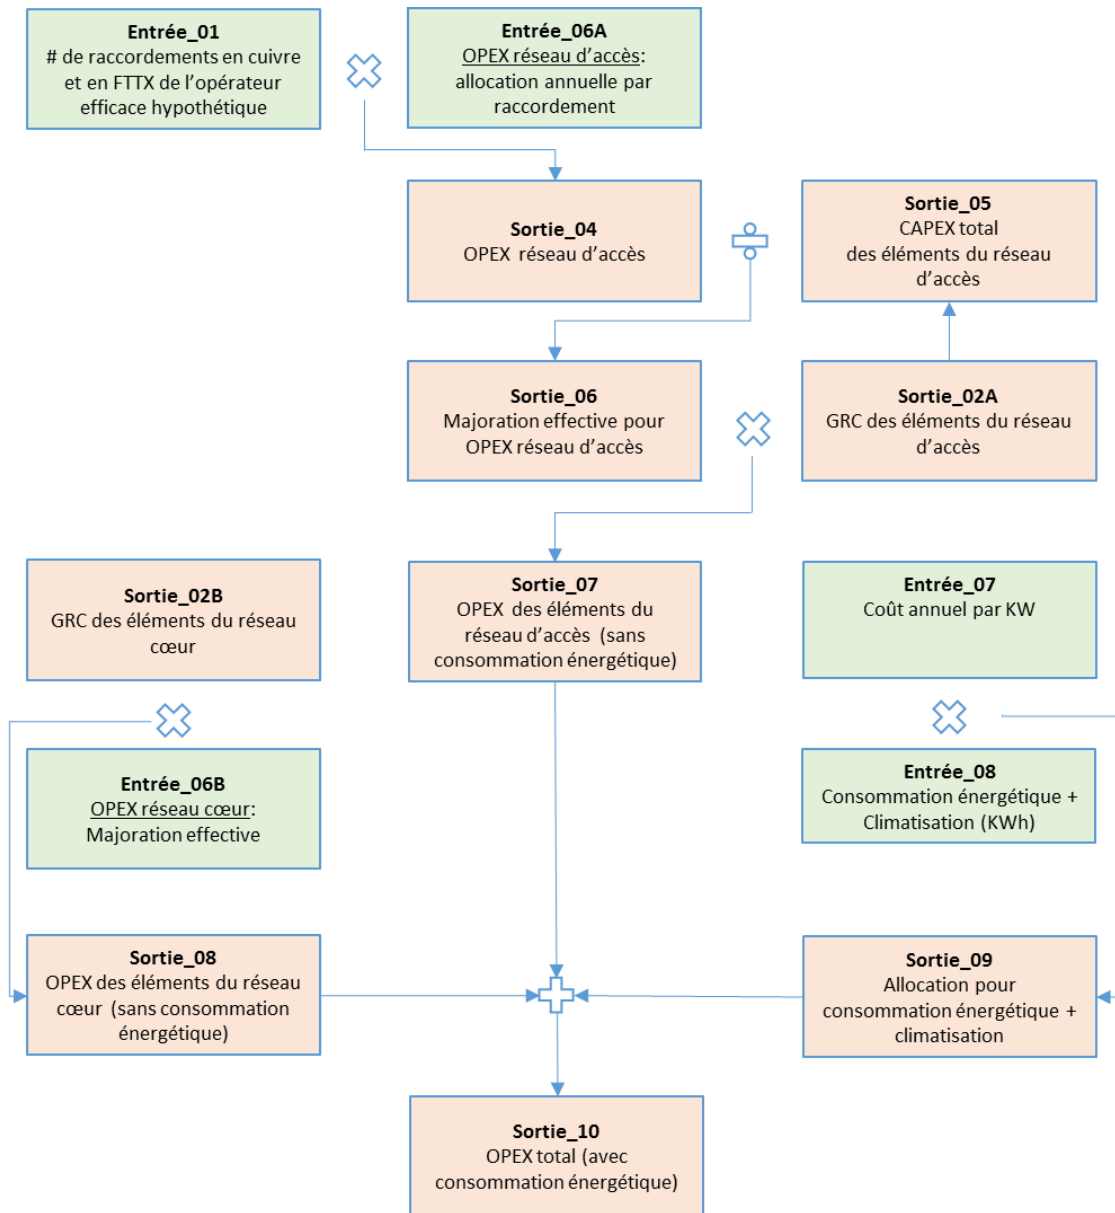 Entrée_01
# de raccordements en cuivre
et en FTTX de l’opérateur
efficace hypothétique
Entrée_06A
OPEX réseau d’accès:
allocation annuelle par
raccordement
Sortie_04
OPEX réseau d’accès
Sortie_05
CAPEX total
des éléments du réseau
d’accès
Sortie_06
Majoration effective pour
OPEX réseau d’accès
Sortie_02A
GRC des éléments du réseau
d’accès
Sortie_02B
GRC des éléments du réseau
cœur
Sortie_07
OPEX des éléments du
réseau d’accès (sans
consommation énergétique)
Entrée_07
Coût annuel par KW
Entrée_06B
OPEX réseau cœur:
Majoration effective
Entrée_08
Consommation énergétique +
Climatisation (KWh)
Sortie_08
OPEX des éléments du réseau
cœur (sans consommation
énergétique)
Sortie_09
Allocation pour
consommation énergétique +
climatisation
Sortie_10
OPEX total (avec
consommation énergétique)